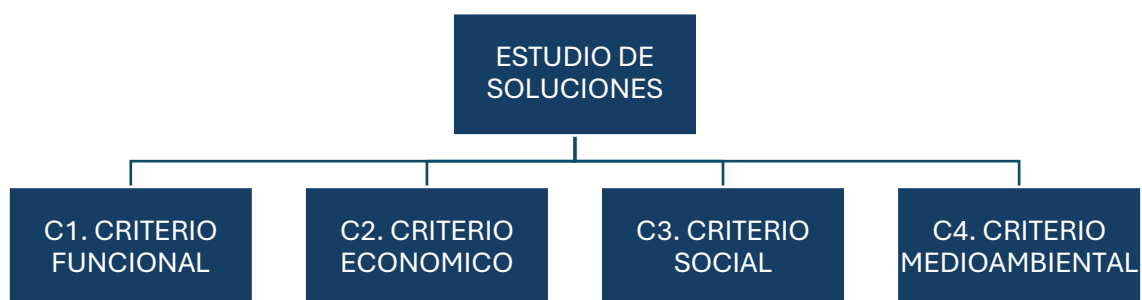 ESTUDIO DE
SOLUCIONES
C1. CRITERIO
FUNCIONAL
C2. CRITERIO
ECONOMICO
C3. CRITERIO
SOCIAL
C4. CRITERIO
MEDIOAMBIENTAL